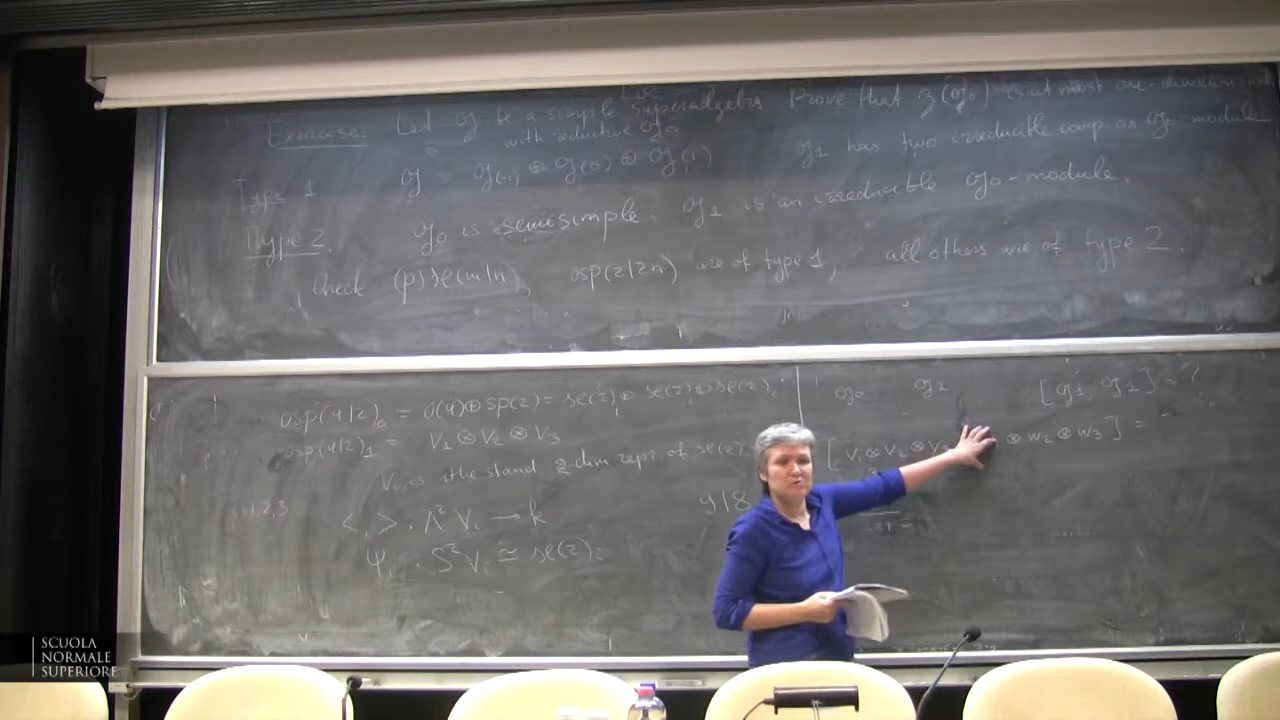 Exercise. Let g be a simple Lie superalgebra Prove that z(g₀) is at most one-dimensional
with reductive g₀
Type 1 g = g(-1) ⊕ g(0) ⊕ g(1) g₁ has two irreducible comp as g₀-module
Type 2. g₀ is semisimple. g₁ is an irreducible g₀-module.
Check (p)sl(m|n), osp(2|2n) are of type 1, all others are of type 2.
osp(4|2)₀ = o(4)⊕sp(2) = sl(2)⊕sl(2)⊕sl(2).
osp(4|2)₁ = V₁⊗V₂⊗V₃
Vᵢ is the stand 2-dim repr of sl(2)
i=1,2,3
< , >. Λ²Vᵢ → k
ψᵢ. S²Vᵢ ≅ sl(2)ᵢ
9|8
g₀ g₁ [g₁, g₁] = ?
[v₁⊗v₂⊗v₃ ⊗w₂⊗w₃] =
SCUOLA
NORMALE
SUPERIORE